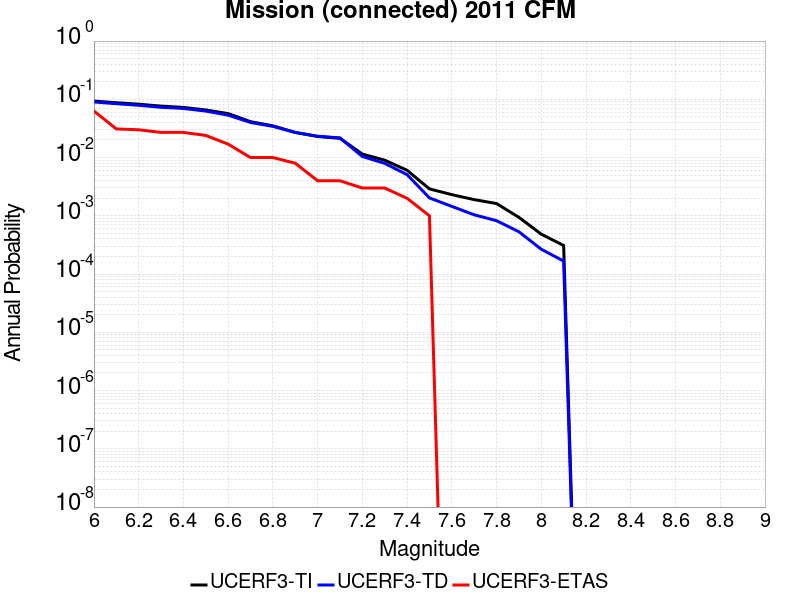 Mission (connected) 2011 CFM
10^0
10^-1
10^-2
10^-3
10^-4
10^-5
10^-6
10^-7
10^-8
Annual Probability
6 6.2 6.4 6.6 6.8 7 7.2 7.4 7.6 7.8 8 8.2 8.4 8.6 8.8 9
Magnitude
UCERF3-TI UCERF3-TD UCERF3-ETAS